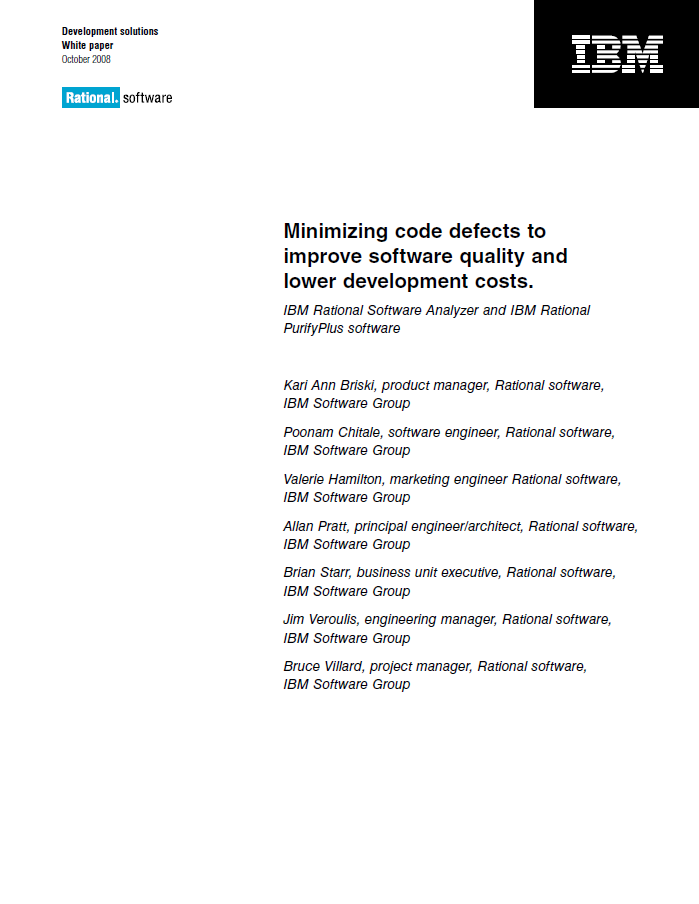 Development solutions
White paper
October 2008
IBM
Rational. software
Minimizing code defects to
improve software quality and
lower development costs.
IBM Rational Software Analyzer and IBM Rational
PurifyPlus software
Kari Ann Briski, product manager, Rational software,
IBM Software Group
Poonam Chitale, software engineer, Rational software,
IBM Software Group
Valerie Hamilton, marketing engineer Rational software,
IBM Software Group
Allan Pratt, principal engineer/architect, Rational software,
IBM Software Group
Brian Starr, business unit executive, Rational software,
IBM Software Group
Jim Veroulis, engineering manager, Rational software,
IBM Software Group
Bruce Villard, project manager, Rational software,
IBM Software Group